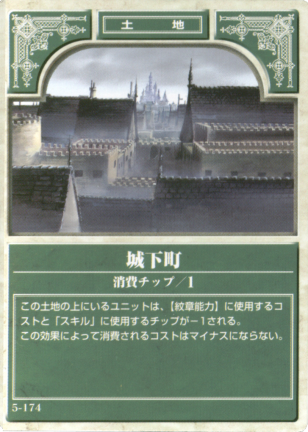 土地
城下町
消費チップ／1
この土地の上にいるユニットは、【紋章能力】に使用するコ
ストと「スキル」に使用するチップが−1される。
この効果によって消費されるコストはマイナスにならない。
5-174